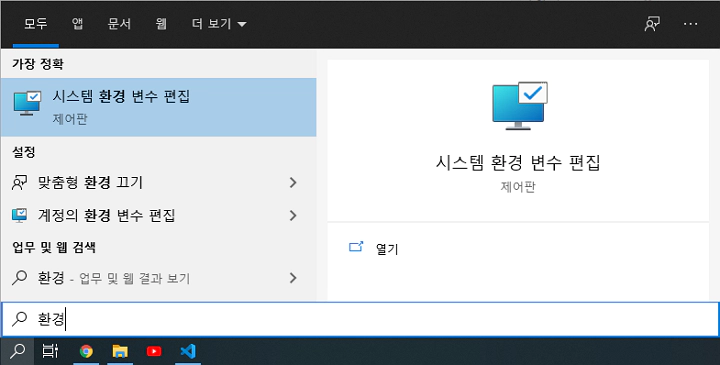 모두 앱 문서 웹 더 보기
가장 정확
시스템 환경 변수 편집
제어판
설정
맞춤형 환경 끄기
계정의 환경 변수 편집
업무 및 웹 검색
환경 - 업무 및 웹 결과 보기
환경
시스템 환경 변수 편집
제어판
열기